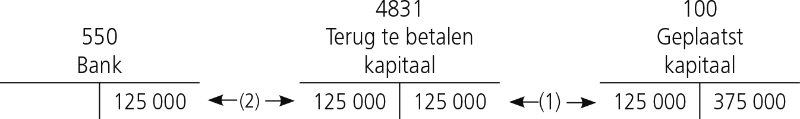 4831 100
550 Terug te betalen Geplaatst
Bank kapitaal kapitaal
125 000 (2) 125 000 125 000 (1) 125 000 375 000